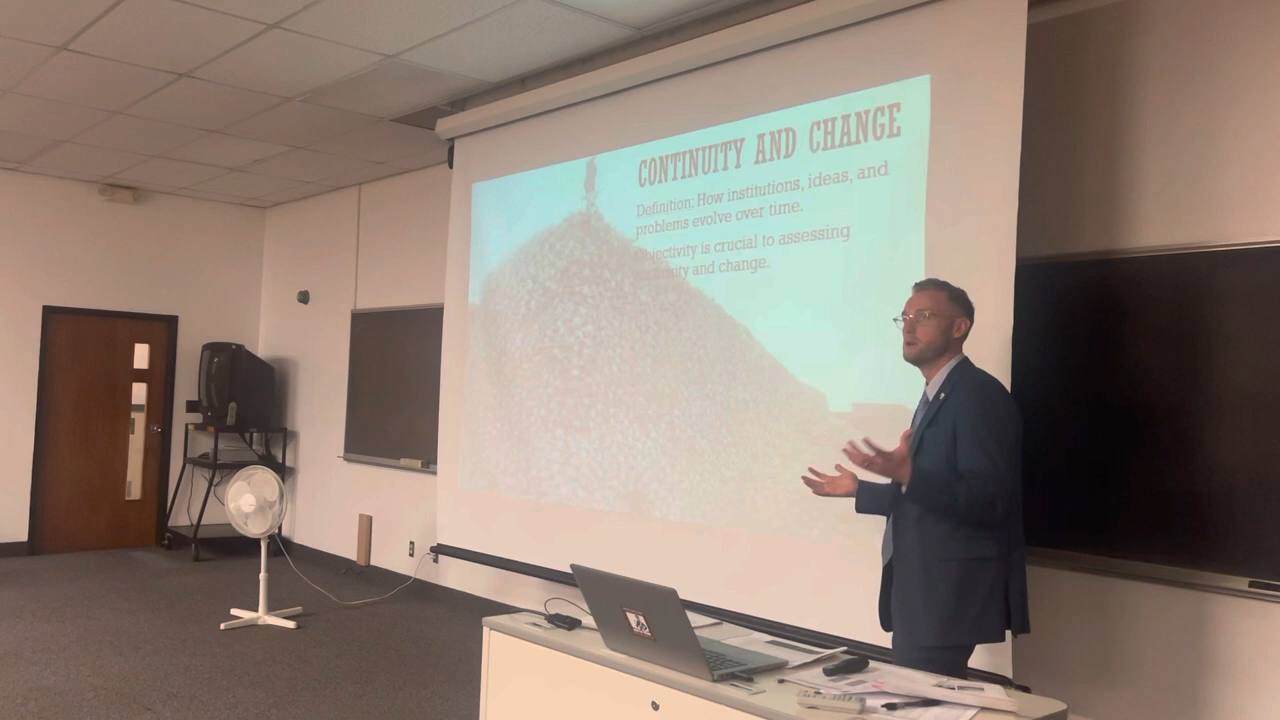 CONTINUITY AND CHANGE
Definition: How institutions, ideas, and
problems evolve over time.
is crucial to assessing
and change.